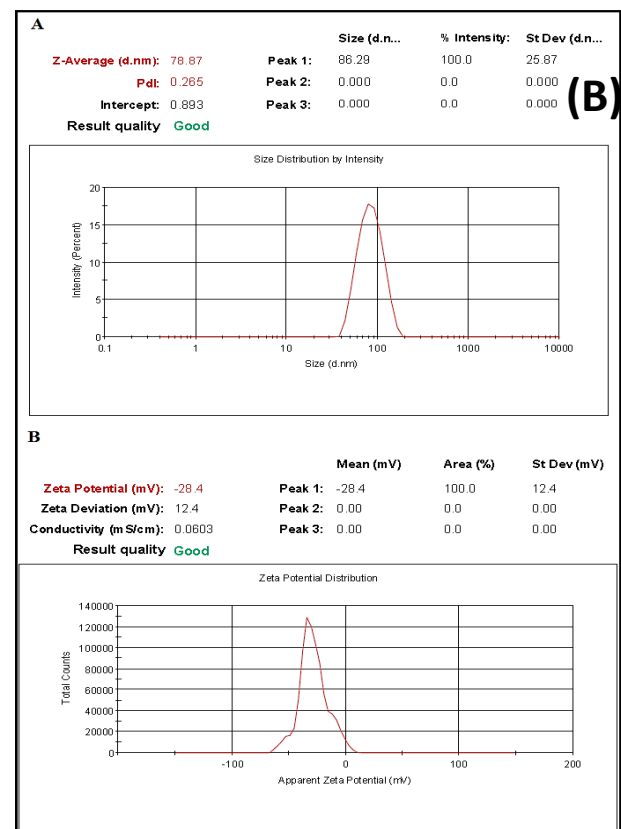 A
Size (d.n... % Intensity: St Dev (d.n...
Z-Average (d.nm): 78.87 Peak 1: 86.29 100.0 25.87
PdI: 0.265 Peak 2: 0.000 0.0 0.000
(B)
Intercept: 0.893 Peak 3: 0.000 0.0 0.000
Result quality Good
Size Distribution by Intensity
20
15
10
5
0
Intensity (Percent)
0.1 1 10 100 1000 10000
Size (d.nm)
B
Mean (mV) Area (%) St Dev (mV)
Zeta Potential (mV): -28.4 Peak 1: -28.4 100.0 12.4
Zeta Deviation (mV): 12.4 Peak 2: 0.00 0.0 0.00
Conductivity (mS/cm): 0.0603 Peak 3: 0.00 0.0 0.00
Result quality Good
Zeta Potential Distribution
140000
120000
100000
80000
60000
40000
20000
0
Total Counts
-100 0 100 200
Apparent Zeta Potential (mV)